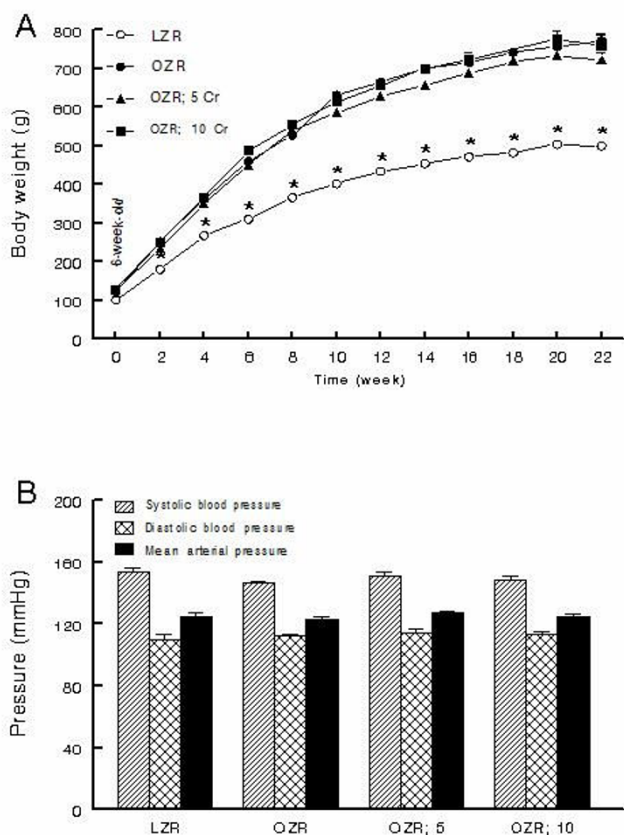 A
LZR
OZR
OZR; 5 Cr
OZR; 10 Cr
Body weight (g)
800
700
600
500
400
300
200
100
0
6-week-old
* * * * * * * * * * *
0 2 4 6 8 10 12 14 16 18 20 22
Time (week)
B
Systolic blood pressure
Diastolic blood pressure
Mean arterial pressure
Pressure (mmHg)
200
160
120
80
40
0
LZR OZR OZR; 5 OZR; 10